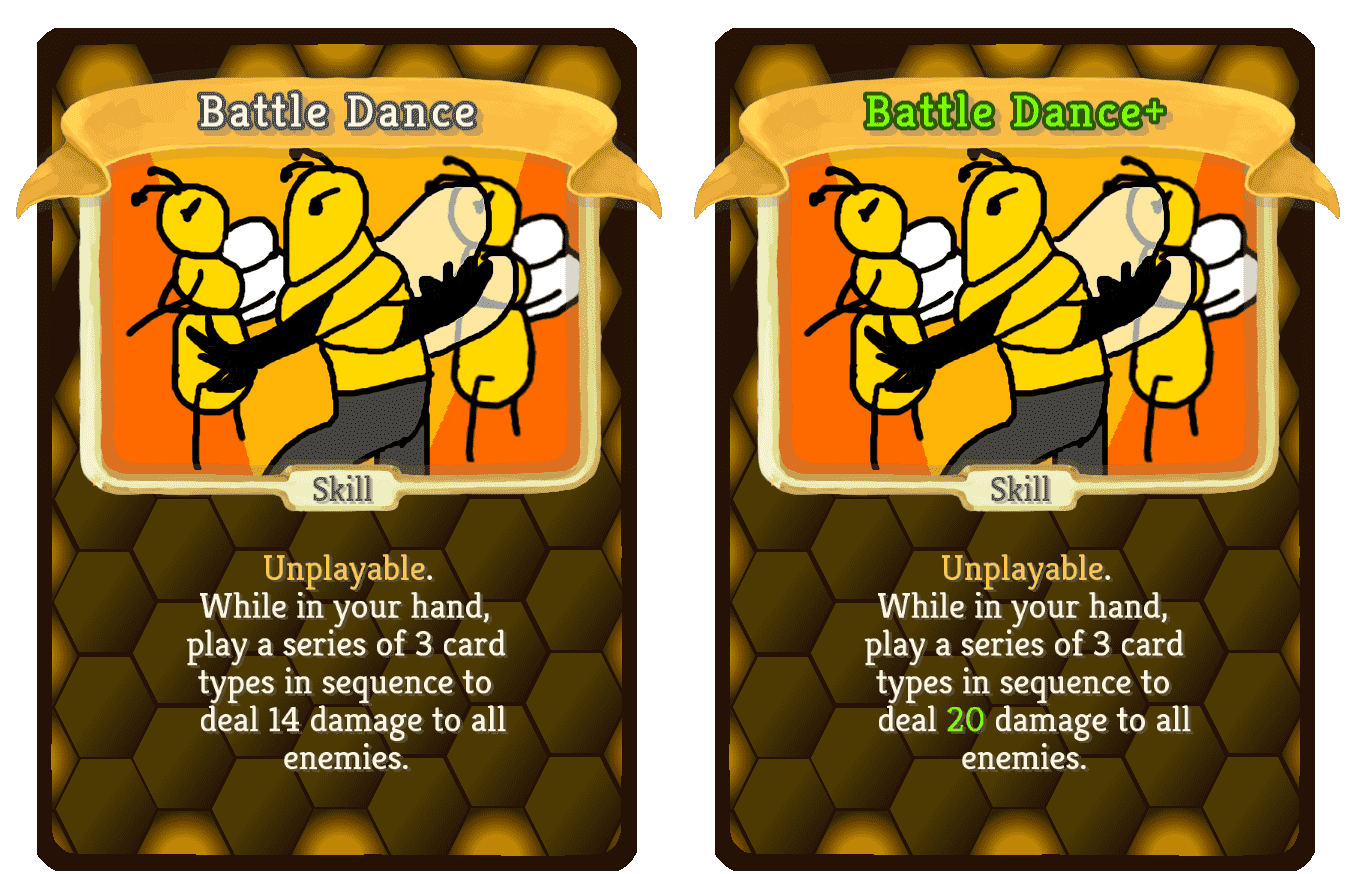 Battle Dance
Skill
Unplayable.
While in your hand,
play a series of 3 card
types in sequence to
deal 14 damage to all
enemies.
Battle Dance+
Skill
Unplayable.
While in your hand,
play a series of 3 card
types in sequence to
deal 20 damage to all
enemies.